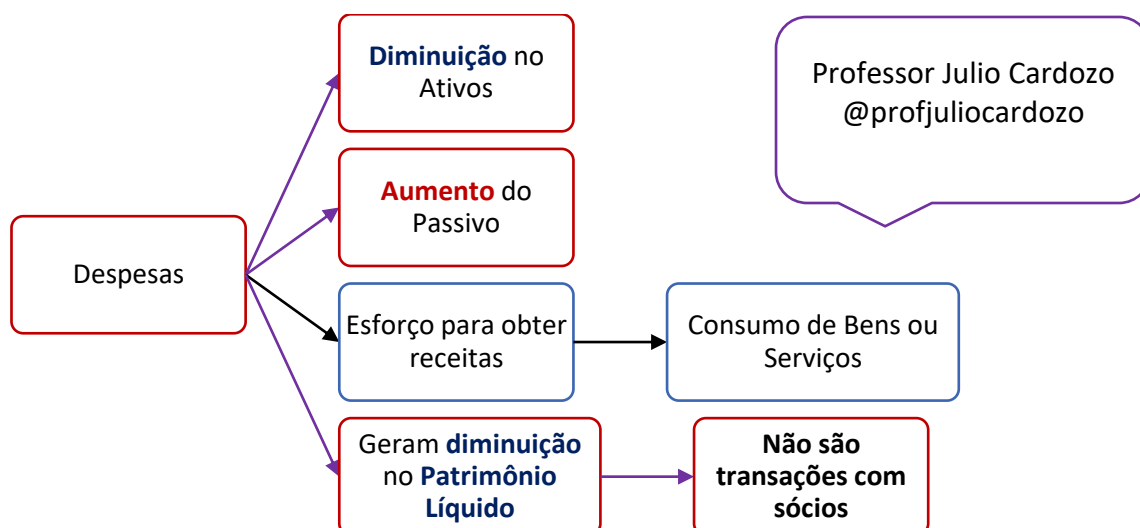 Diminuição no
Ativos
Professor Julio Cardozo
@profjuliocardozo
Aumento do
Passivo
Despesas
Esforço para obter
receitas
Consumo de Bens ou
Serviços
Geram diminuição
no Patrimônio
Líquido
Não são
transações com
sócios